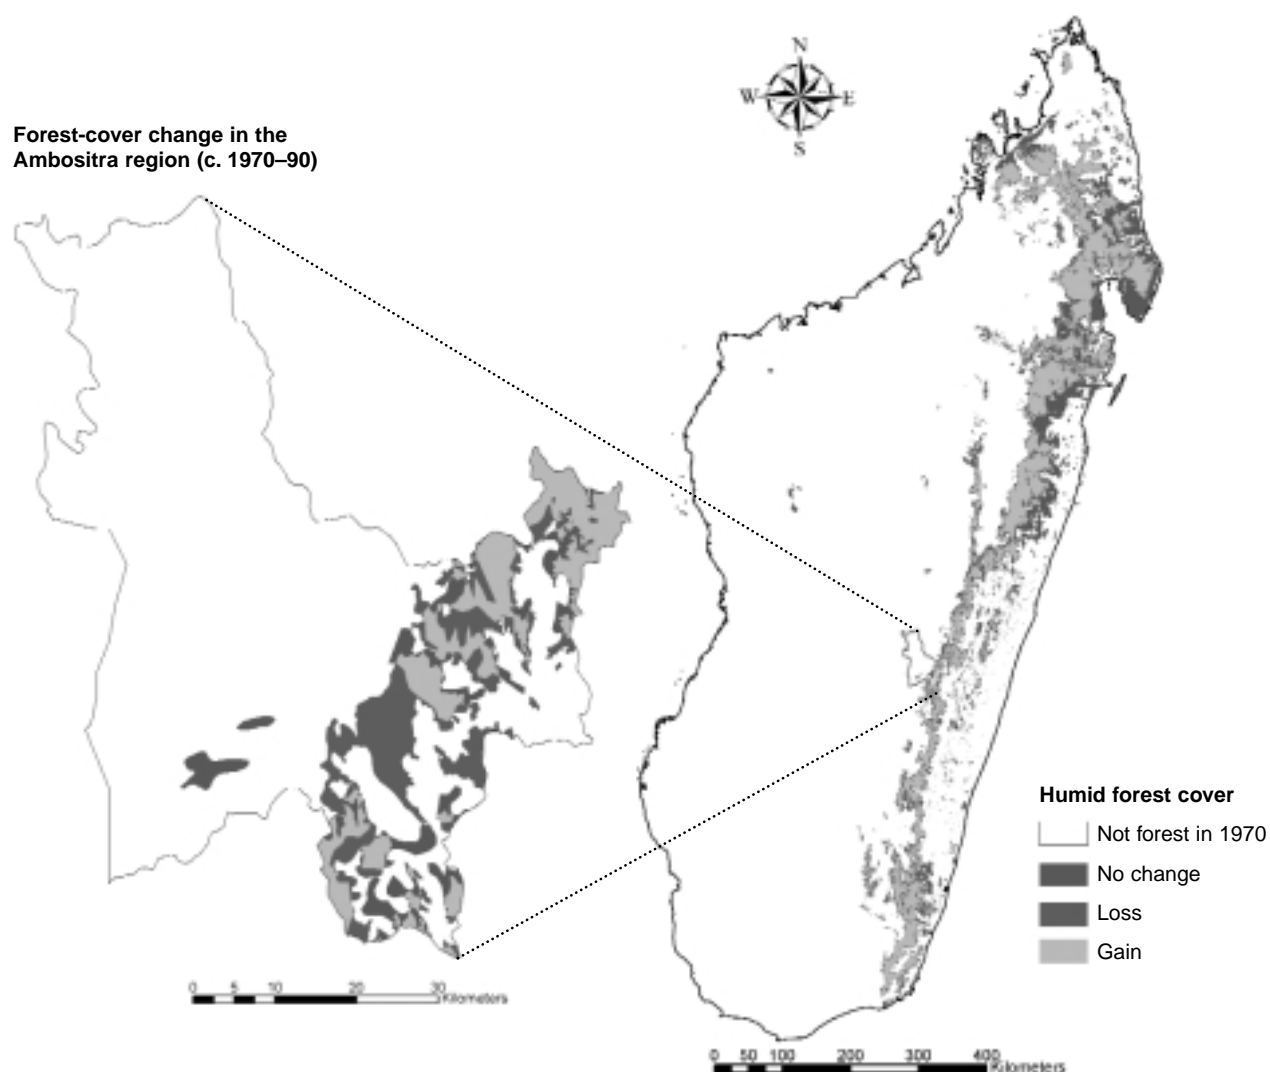 N
W E
S
Forest-cover change in the
Ambositra region (c. 1970–90)
Humid forest cover
Not forest in 1970
No change
Loss
Gain
0 5 10 20 30
Kilometers
0 50 100 200 300 400
Kilometers